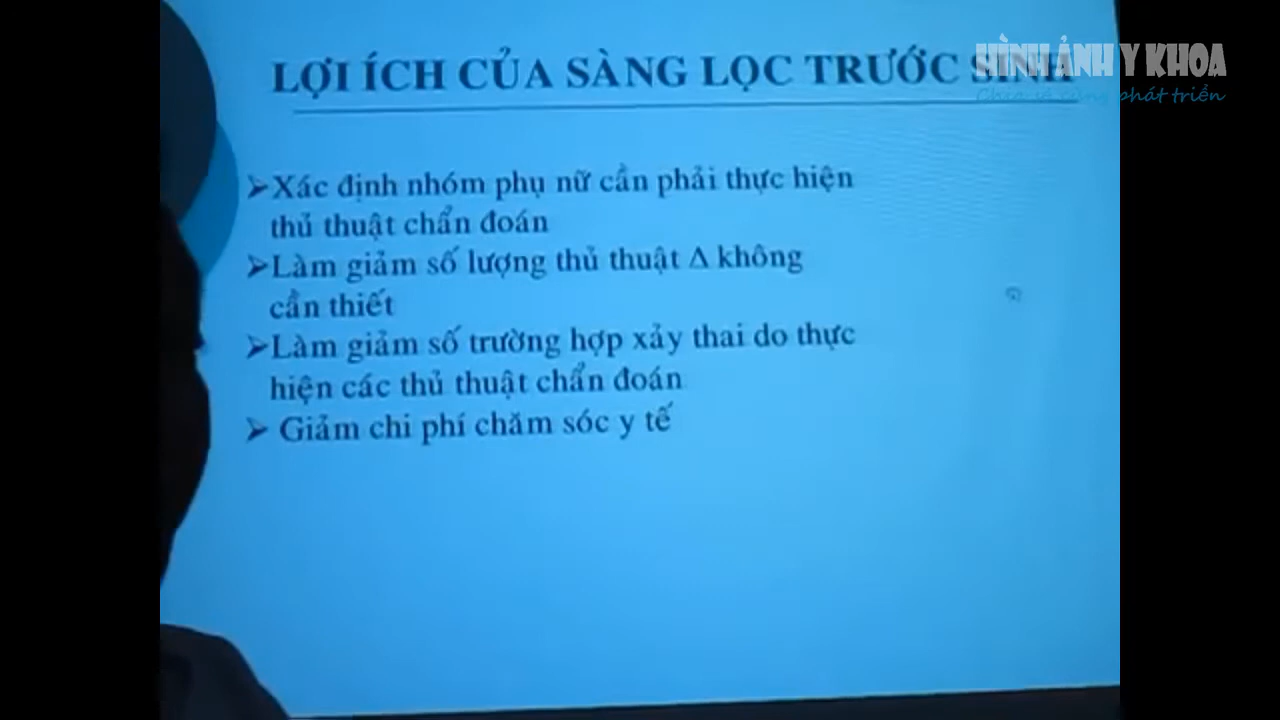 LỢI ÍCH CỦA SÀNG LỌC TRƯỚC SINH
HÌNH ẢNH Y KHOA
phát triển
➢Xác định nhóm phụ nữ cần phải thực hiện
thủ thuật chẩn đoán
➢Làm giảm số lượng thủ thuật Δ không
cần thiết
➢Làm giảm số trường hợp xảy thai do thực
hiện các thủ thuật chẩn đoán
➢ Giảm chi phí chăm sóc y tế